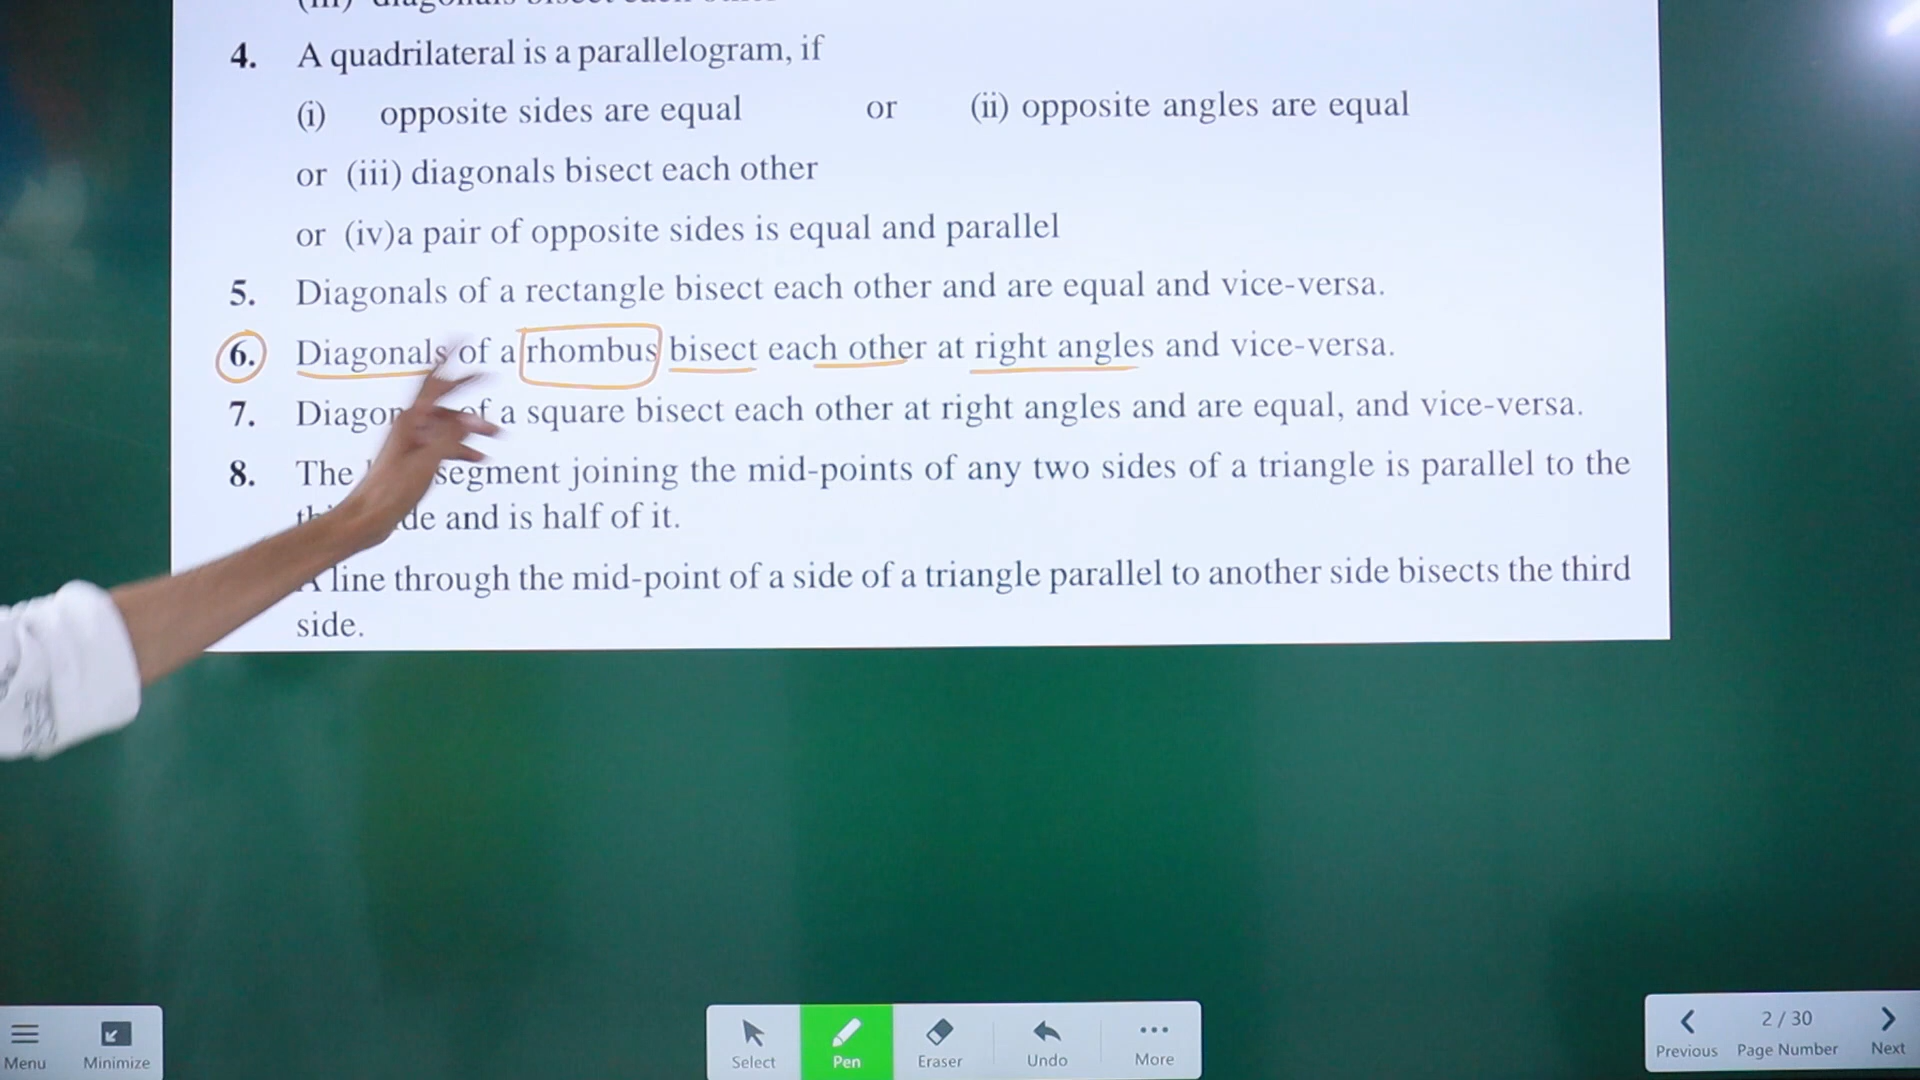 4. A quadrilateral is a parallelogram, if
(i) opposite sides are equal or (ii) opposite angles are equal
or (iii) diagonals bisect each other
or (iv)a pair of opposite sides is equal and parallel
5. Diagonals of a rectangle bisect each other and are equal and vice-versa.
6. Diagonals of a rhombus bisect each other at right angles and vice-versa.
7. of a square bisect each other at right angles and are equal, and vice-versa.
8. The segment joining the mid-points of any two sides of a triangle is parallel to the
and is half of it.
line through the mid-point of a side of a triangle parallel to another side bisects the third
side.
Menu Minimize Select Pen Eraser Undo More Previous 2 / 30 Page Number Next